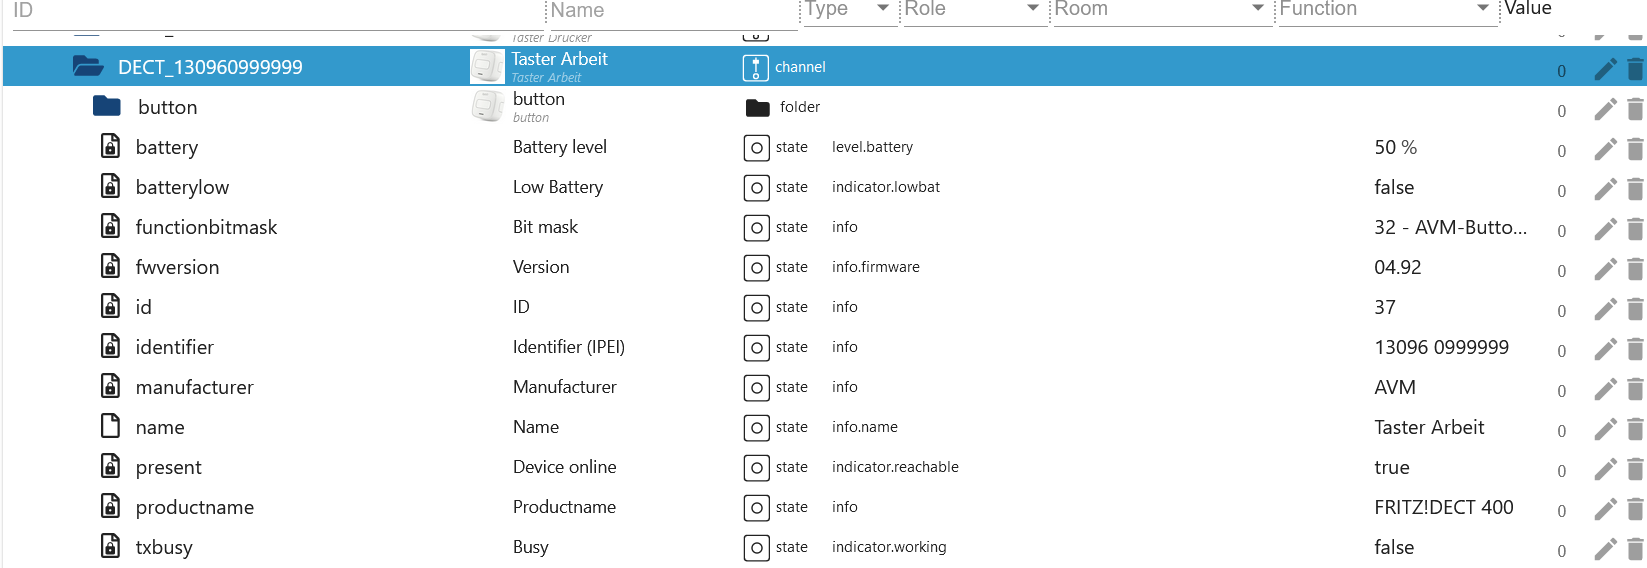 ID Name Type Role Room Function Value
Taster Drucker
DECT_130960999999 Taster Arbeit channel 0
Taster Arbeit
button button folder 0
button
battery Battery level state level.battery 50 % 0
batterylow Low Battery state indicator.lowbat false 0
functionbitmask Bit mask state info 32 - AVM-Butto... 0
fwversion Version state info.firmware 04.92 0
id ID state info 37 0
identifier Identifier (IPEI) state info 13096 0999999 0
manufacturer Manufacturer state info AVM 0
name Name state info.name Taster Arbeit 0
present Device online state indicator.reachable true 0
productname Productname state info FRITZ!DECT 400 0
txbusy Busy state indicator.working false 0